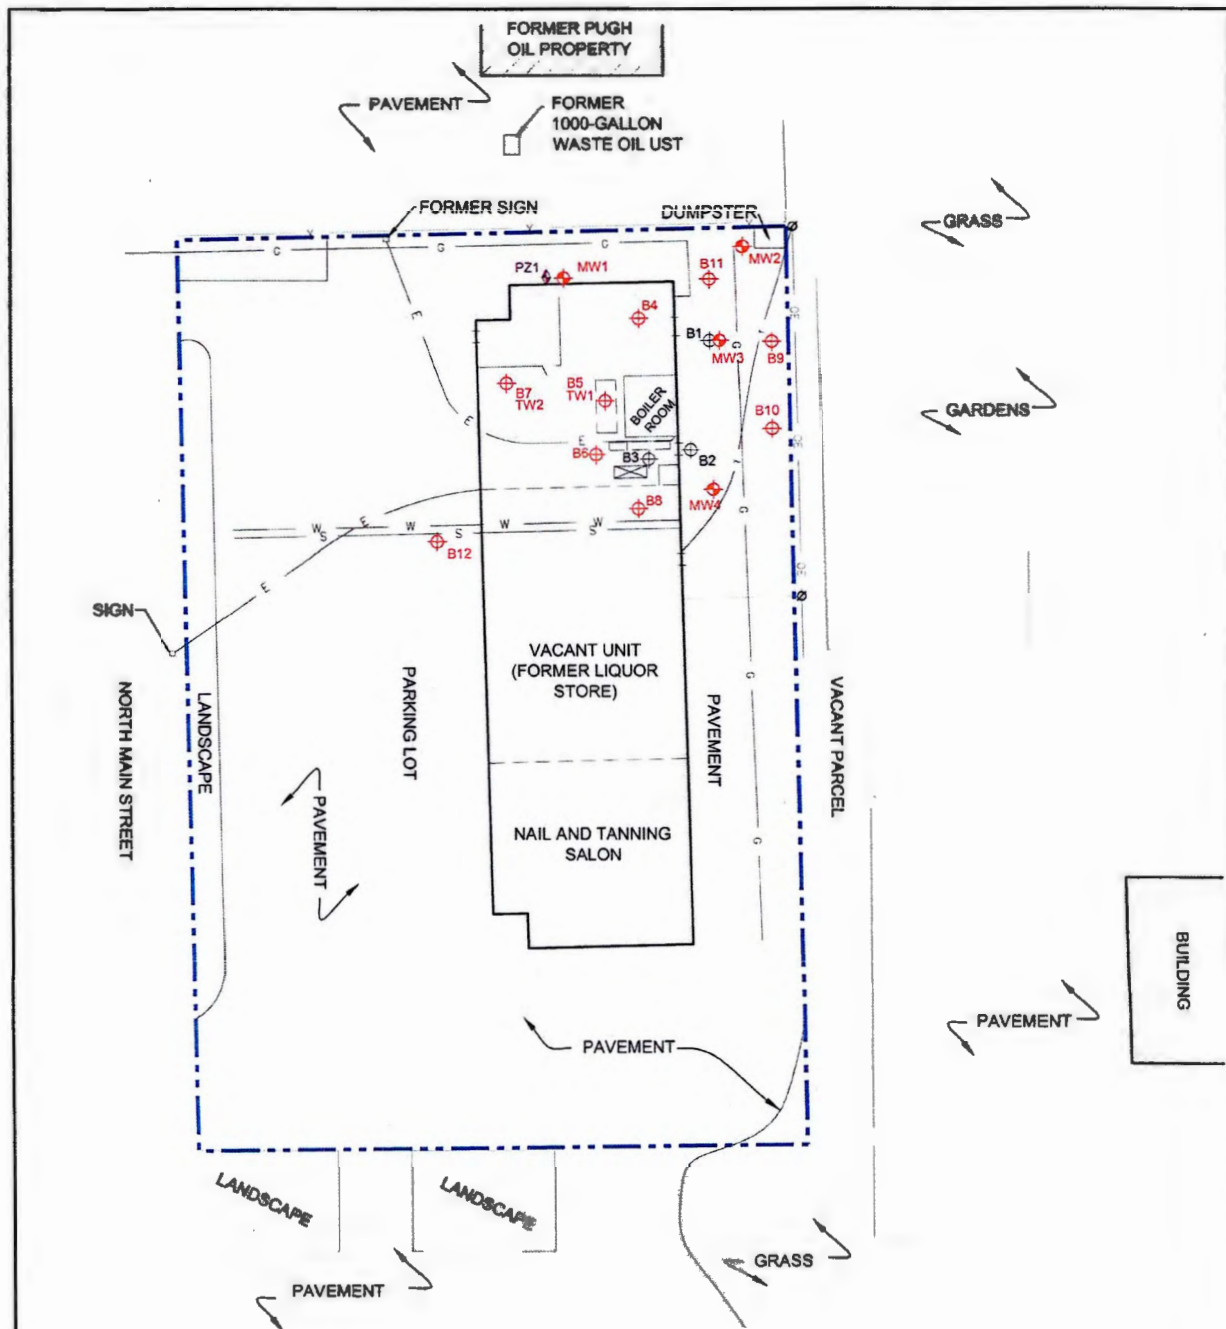 FORMER PUGH
OIL PROPERTY
PAVEMENT
FORMER
1000-GALLON
WASTE OIL UST
FORMER SIGN
DUMPSTER
GRASS
G
G
G
PZ1
MW1
B11
MW2
B4
E
B1
MW3
G
B9
OE
B7
TW2
B5
TW1
BOILER
ROOM
GARDENS
B10
E
E
B6
B3
B2
OE
MW4
G
B8
W
S
E
W
S
W
W
S
B12
E
OE
SIGN
VACANT UNIT
(FORMER LIQUOR
STORE)
G
NORTH MAIN STREET
LANDSCAPE
PARKING LOT
PAVEMENT
VACANT PARCEL
PAVEMENT
NAIL AND TANNING
SALON
G
BUILDING
PAVEMENT
PAVEMENT
LANDSCAPE
LANDSCAPE
GRASS
PAVEMENT